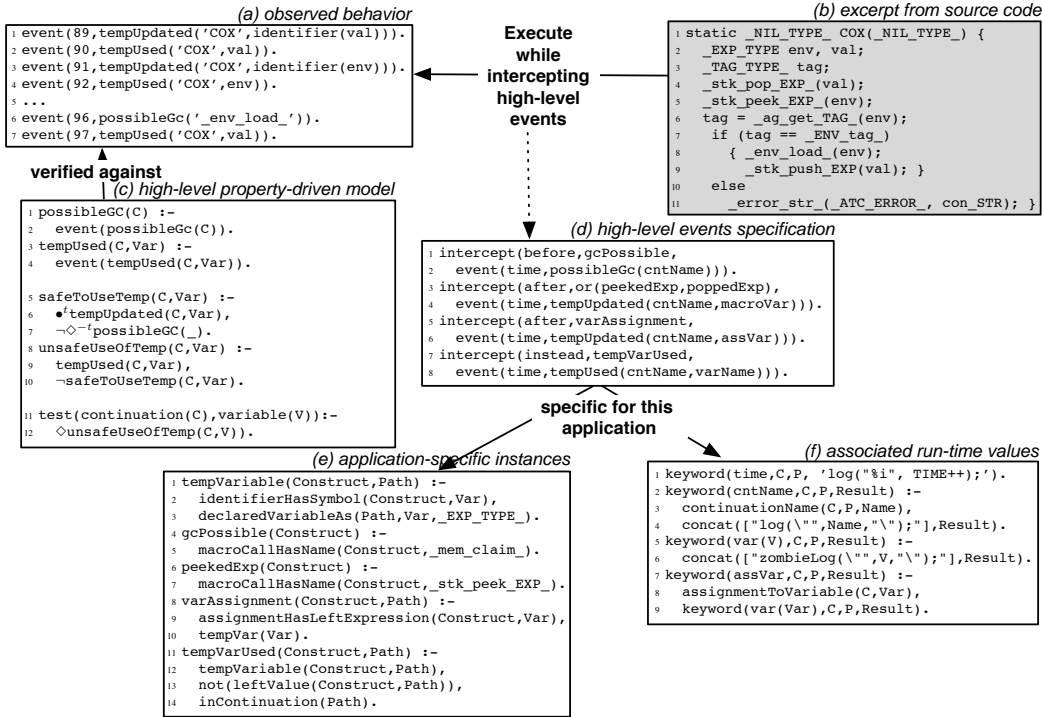 (a) observed behavior
1 event(89,tempUpdated('COX',identifier(val))).
2 event(90,tempUsed('COX',val)).
3 event(91,tempUpdated('COX',identifier(env))).
4 event(92,tempUsed('COX',env)).
5 ...
6 event(96,possibleGc('_env_load_')).
7 event(97,tempUsed('COX',val)).
Execute
while
intercepting
high-level
events
(b) excerpt from source code
1 static _NIL_TYPE_ COX(_NIL_TYPE_) {
2 _EXP_TYPE env, val;
3 _TAG_TYPE_ tag;
4 _stk_pop_EXP_(val);
5 _stk_peek_EXP_(env);
6 tag = _ag_get_TAG_(env);
7 if (tag == _ENV_tag_)
8 { _env_load_(env);
9 _stk_push_EXP(val); }
10 else
11 _error_str_(_ATC_ERROR_, con_STR); }
verified against
(c) high-level property-driven model
1 possibleGC(C) :-
2 event(possibleGc(C)).
3 tempUsed(C,Var) :-
4 event(tempUsed(C,Var)).
5 safeToUseTemp(C,Var) :-
6 ●ᵗtempUpdated(C,Var),
7 ¬◇⁻ᵗpossibleGC(_).
8 unsafeUseOfTemp(C,Var) :-
9 tempUsed(C,Var),
10 ¬safeToUseTemp(C,Var).
11 test(continuation(C),variable(V)):-
12 ◇unsafeUseOfTemp(C,V)).
(d) high-level events specification
1 intercept(before,gcPossible,
2 event(time,possibleGc(cntName))).
3 intercept(after,or(peekedExp,poppedExp),
4 event(time,tempUpdated(cntName,macroVar))).
5 intercept(after,varAssignment,
6 event(time,tempUpdated(cntName,assVar))).
7 intercept(instead,tempVarUsed,
8 event(time,tempUsed(cntName,varName))).
specific for this
application
(e) application-specific instances
1 tempVariable(Construct,Path) :-
2 identifierHasSymbol(Construct,Var),
3 declaredVariableAs(Path,Var,_EXP_TYPE_).
4 gcPossible(Construct) :-
5 macroCallHasName(Construct,_mem_claim_).
6 peekedExp(Construct) :-
7 macroCallHasName(Construct,_stk_peek_EXP_).
8 varAssignment(Construct,Path) :-
9 assignmentHasLeftExpression(Construct,Var),
10 tempVar(Var).
11 tempVarUsed(Construct,Path) :-
12 tempVariable(Construct,Path),
13 not(leftValue(Construct,Path)),
14 inContinuation(Path).
(f) associated run-time values
1 keyword(time,C,P, 'log("%i", TIME++);').
2 keyword(cntName,C,P,Result) :-
3 continuationName(C,P,Name),
4 concat(["log(\"",Name,"\");"],Result).
5 keyword(var(V),C,P,Result) :-
6 concat(["zombieLog(\"",V,"\");"],Result).
7 keyword(assVar,C,P,Result) :-
8 assignmentToVariable(C,Var),
9 keyword(var(Var),C,P,Result).